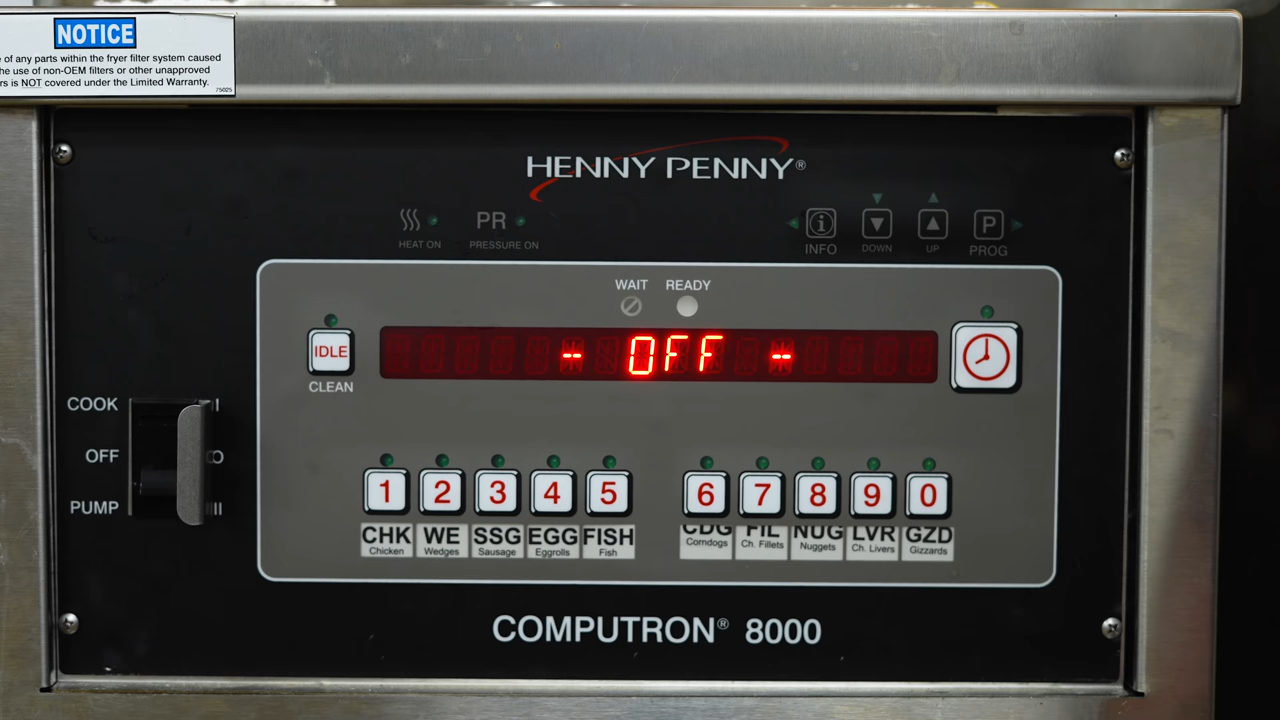 NOTICE
e of any parts within the fryer filter system caused
he use of non-OEM filters or other unapproved
rs is NOT covered under the Limited Warranty.
75025
HENNY PENNY®
HEAT ON
PR
PRESSURE ON
INFO
DOWN
UP
P
PROG
WAIT READY
IDLE
CLEAN
- OFF -
COOK I
OFF O
PUMP II
1 2 3 4 5 6 7 8 9 0
CHK WE SSG EGG FISH CDG FIL NUG LVR GZD
Chicken Wedges Sausage Eggrolls Fish Corndogs Ch. Fillets Nuggets Ch. Livers Gizzards
COMPUTRON® 8000